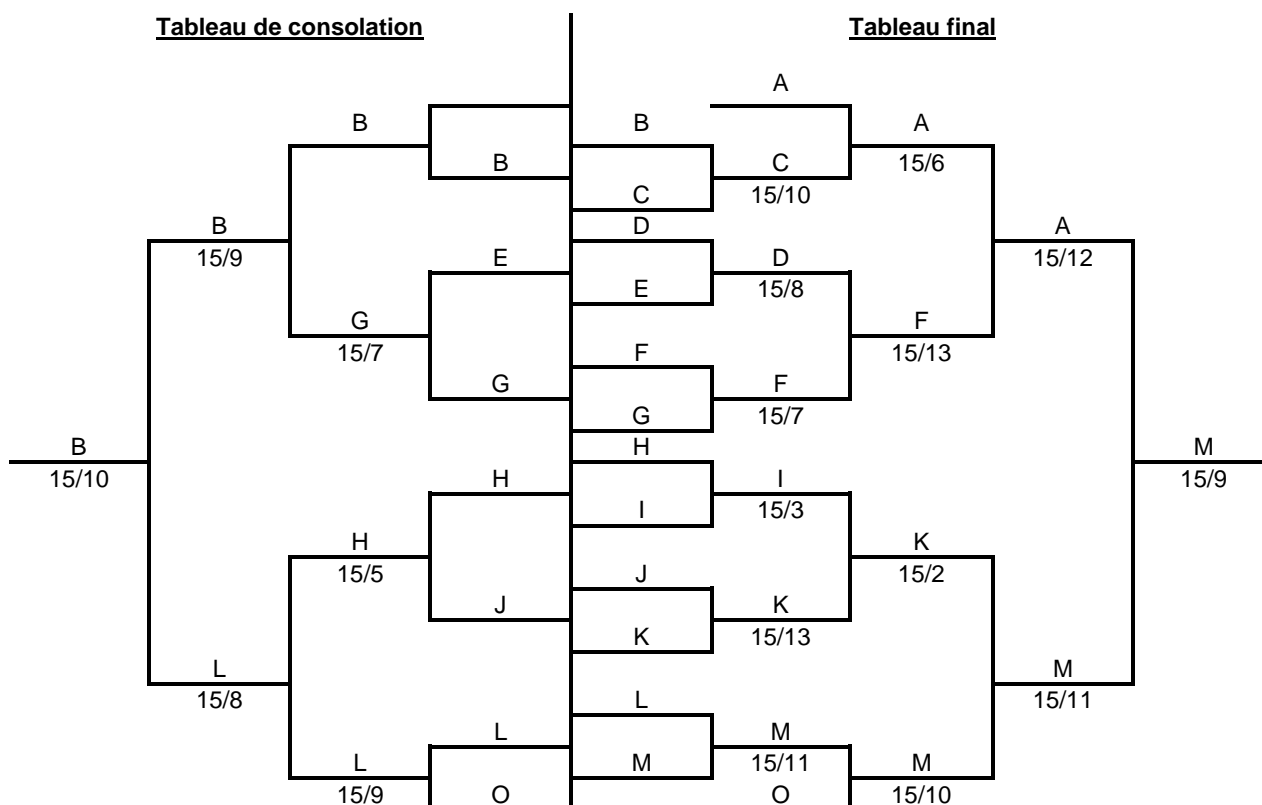 Tableau de consolation Tableau final
A
B B A
B C 15/6
C 15/10
B D A
15/9 E D 15/12
E 15/8
G F
15/7 F 15/13
G F
G 15/7
B H M
15/10 H I 15/9
I 15/3
H K
15/5 J 15/2
J K
K 15/13
L M
15/8 L 15/11
L M
L M 15/11 M
15/9 O O 15/10